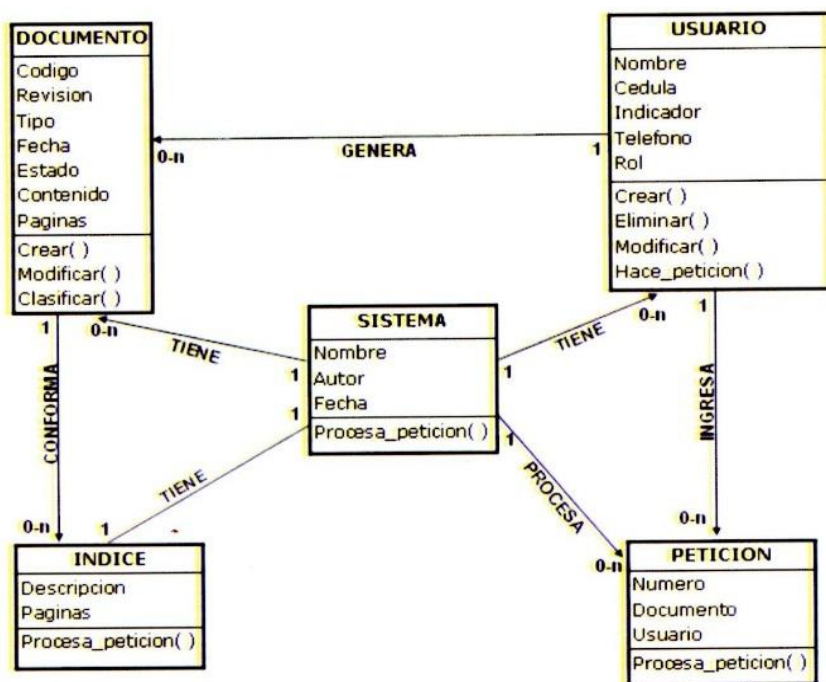 DOCUMENTO
Codigo
Revision
Tipo
Fecha
Estado
Contenido
Paginas
Crear( )
Modificar( )
Clasificar( )
USUARIO
Nombre
Cedula
Indicador
Telefono
Rol
Crear( )
Eliminar( )
Modificar( )
Hace_peticion( )
0-n
GENERA
1
SISTEMA
Nombre
Autor
Fecha
Procesa_peticion( )
1
0-n
TIENE
1
1
TIENE
0-n
1
CONFORMA
0-n
1
TIENE
1
1
PROCESA
0-n
1
INGRESA
0-n
INDICE
Descripcion
Paginas
Procesa_peticion( )
PETICION
Numero
Documento
Usuario
Procesa_peticion( )